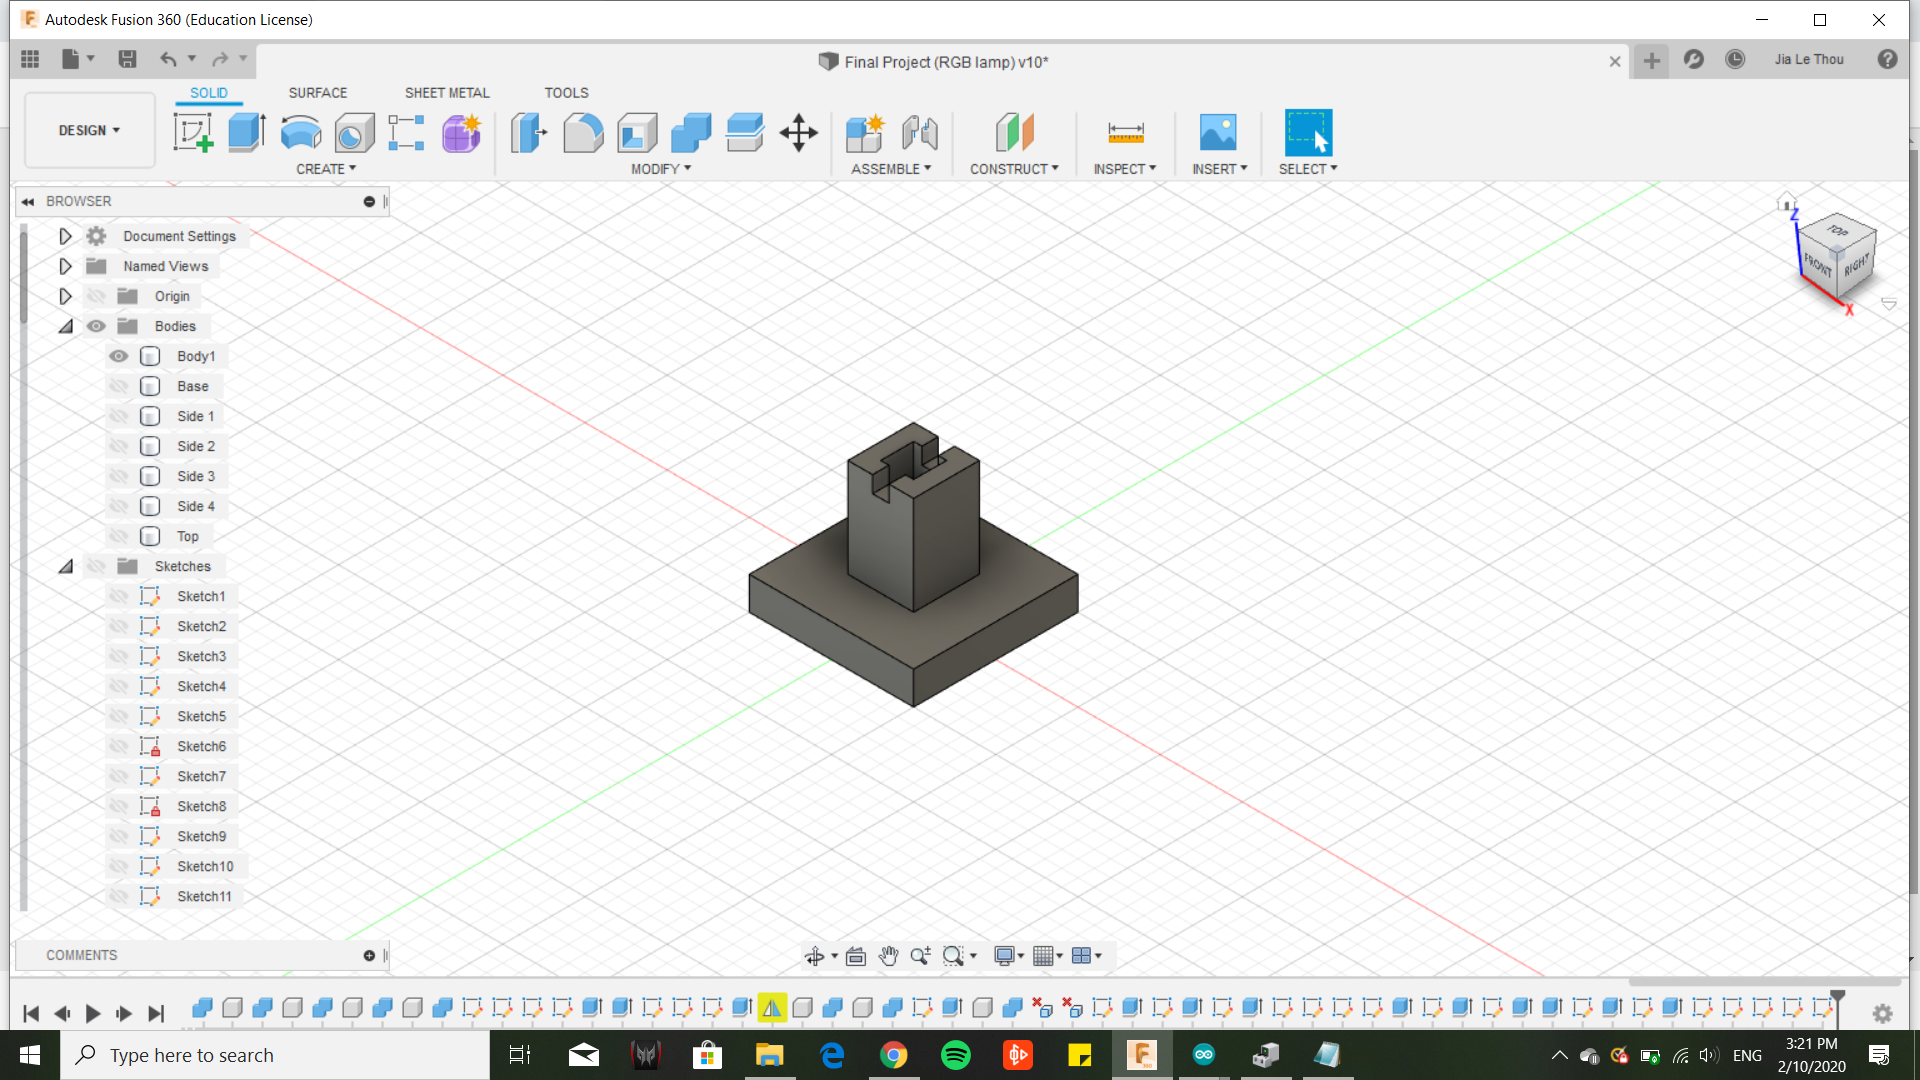 Autodesk Fusion 360 (Education License)
Final Project (RGB lamp) v10*
Jia Le Thou
SOLID SURFACE SHEET METAL TOOLS
DESIGN
CREATE MODIFY ASSEMBLE CONSTRUCT INSPECT INSERT SELECT
BROWSER
Document Settings
Named Views
Origin
Bodies
Body1
Base
Side 1
Side 2
Side 3
Side 4
Top
Sketches
Sketch1
Sketch2
Sketch3
Sketch4
Sketch5
Sketch6
Sketch7
Sketch8
Sketch9
Sketch10
Sketch11
Z
TOP
FRONT RIGHT
X
COMMENTS
Type here to search
ENG
3:21 PM
2/10/2020